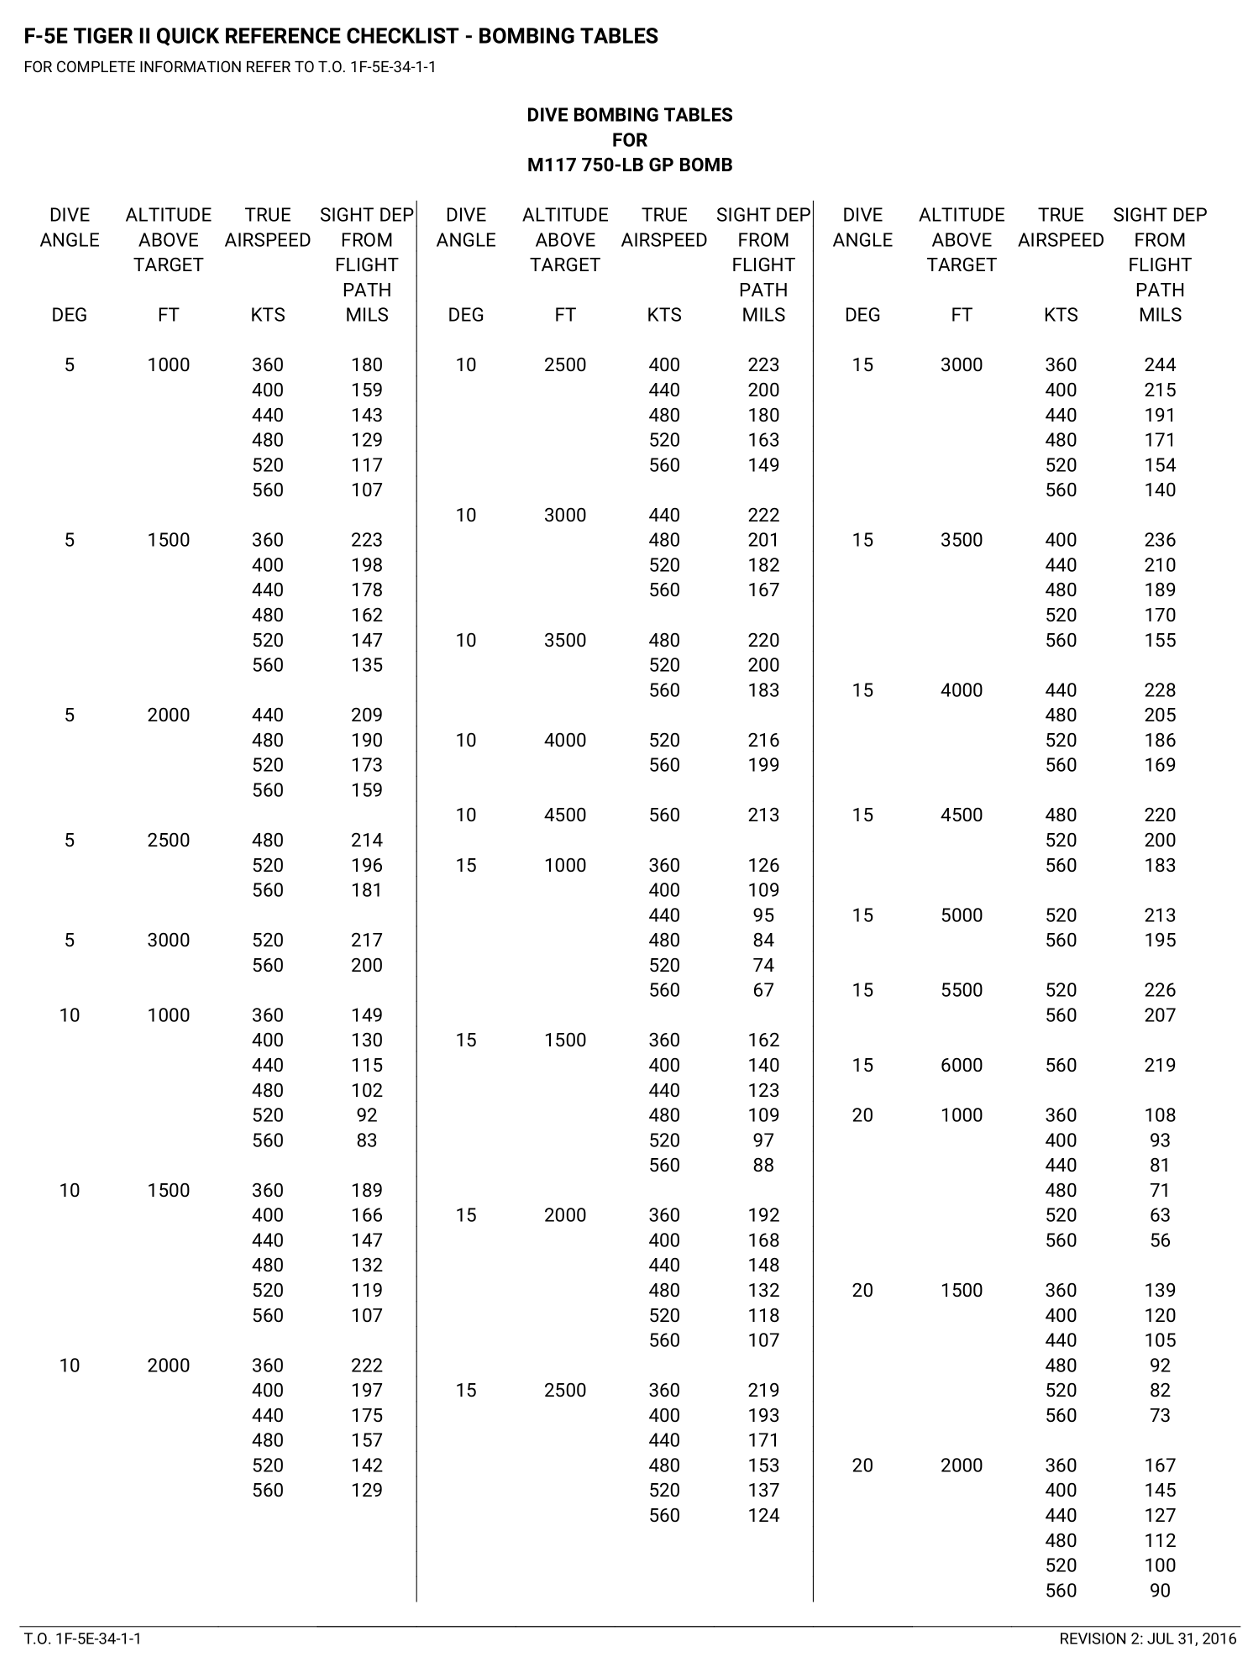 F-5E TIGER II QUICK REFERENCE CHECKLIST - BOMBING TABLES
FOR COMPLETE INFORMATION REFER TO T.O. 1F-5E-34-1-1
DIVE BOMBING TABLES
FOR
M117 750-LB GP BOMB
DIVE ALTITUDE TRUE SIGHT DEP
ANGLE ABOVE AIRSPEED FROM
TARGET FLIGHT
PATH
DEG FT KTS MILS
5 1000 360 180
400 159
440 143
480 129
520 117
560 107
5 1500 360 223
400 198
440 178
480 162
520 147
560 135
5 2000 440 209
480 190
520 173
560 159
5 2500 480 214
520 196
560 181
5 3000 520 217
560 200
10 1000 360 149
400 130
440 115
480 102
520 92
560 83
10 1500 360 189
400 166
440 147
480 132
520 119
560 107
10 2000 360 222
400 197
440 175
480 157
520 142
560 129
DIVE ALTITUDE TRUE SIGHT DEP
ANGLE ABOVE AIRSPEED FROM
TARGET FLIGHT
PATH
DEG FT KTS MILS
10 2500 400 223
440 200
480 180
520 163
560 149
10 3000 440 222
480 201
520 182
560 167
10 3500 480 220
520 200
560 183
10 4000 520 216
560 199
10 4500 560 213
15 1000 360 126
400 109
440 95
480 84
520 74
560 67
15 1500 360 162
400 140
440 123
480 109
520 97
560 88
15 2000 360 192
400 168
440 148
480 132
520 118
560 107
15 2500 360 219
400 193
440 171
480 153
520 137
560 124
DIVE ALTITUDE TRUE SIGHT DEP
ANGLE ABOVE AIRSPEED FROM
TARGET FLIGHT
PATH
DEG FT KTS MILS
15 3000 360 244
400 215
440 191
480 171
520 154
560 140
15 3500 400 236
440 210
480 189
520 170
560 155
15 4000 440 228
480 205
520 186
560 169
15 4500 480 220
520 200
560 183
15 5000 520 213
560 195
15 5500 520 226
560 207
15 6000 560 219
20 1000 360 108
400 93
440 81
480 71
520 63
560 56
20 1500 360 139
400 120
440 105
480 92
520 82
560 73
20 2000 360 167
400 145
440 127
480 112
520 100
560 90
T.O. 1F-5E-34-1-1
REVISION 2: JUL 31, 2016